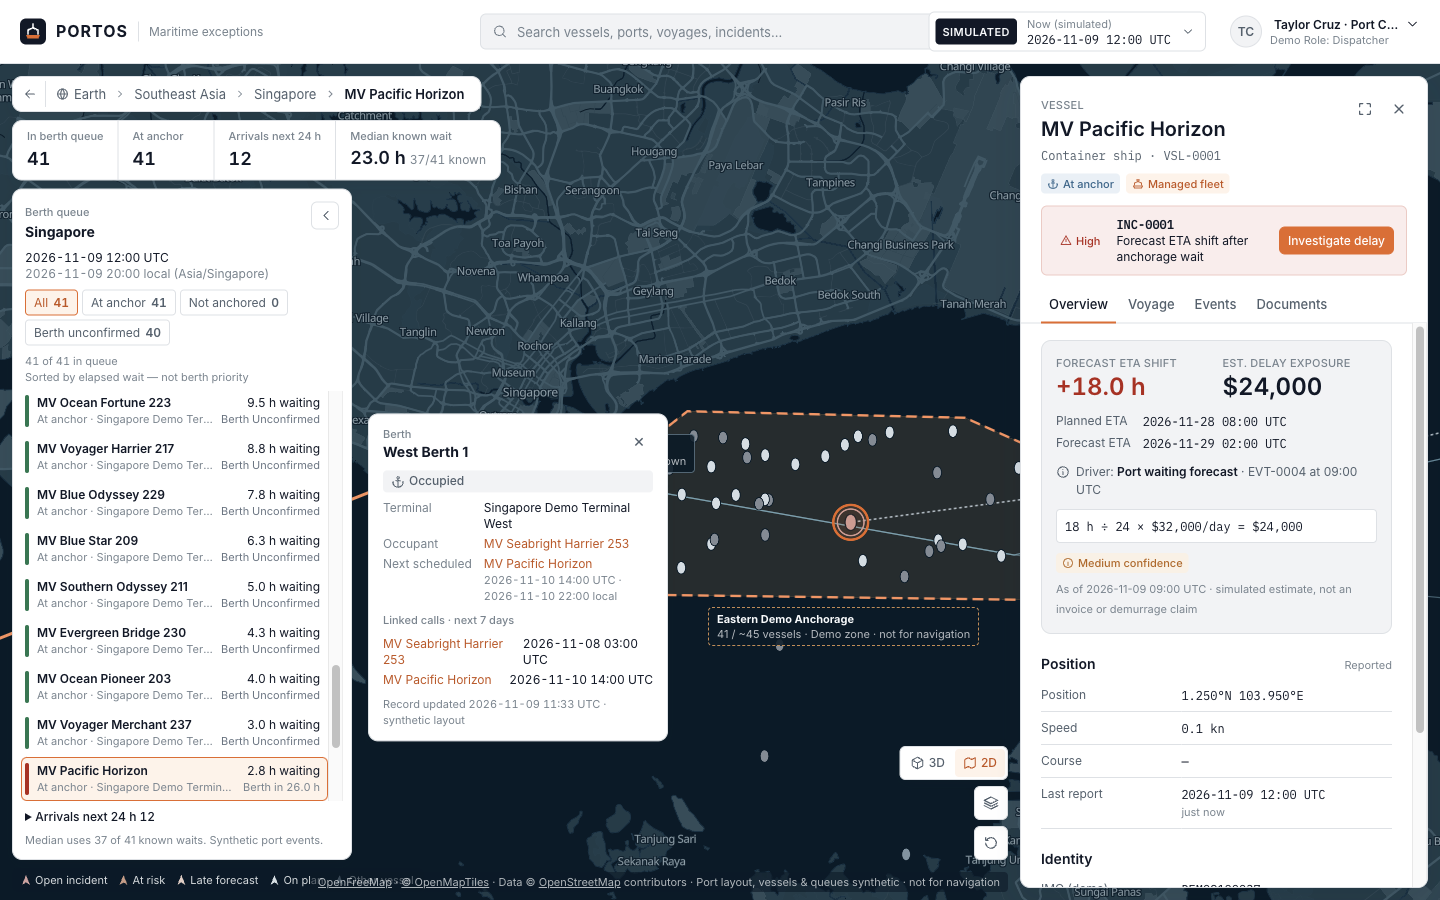 PORTOS
Maritime exceptions
Search vessels, ports, voyages, incidents...
SIMULATED
Now (simulated)
2026-11-09 12:00 UTC
TC
Taylor Cruz · Port C...
Demo Role: Dispatcher
Earth
Southeast Asia
Singapore
MV Pacific Horizon
In berth queue
41
At anchor
41
Arrivals next 24 h
12
Median known wait
23.0 h 37/41 known
Berth queue
Singapore
2026-11-09 12:00 UTC
2026-11-09 20:00 local (Asia/Singapore)
All 41
At anchor 41
Not anchored 0
Berth unconfirmed 40
41 of 41 in queue
Sorted by elapsed wait — not berth priority
MV Ocean Fortune 223 9.5 h waiting
At anchor · Singapore Demo Ter... Berth Unconfirmed
MV Voyager Harrier 217 8.8 h waiting
At anchor · Singapore Demo Ter... Berth Unconfirmed
MV Blue Odyssey 229 7.8 h waiting
At anchor · Singapore Demo Ter... Berth Unconfirmed
MV Blue Star 209 6.3 h waiting
At anchor · Singapore Demo Ter... Berth Unconfirmed
MV Southern Odyssey 211 5.0 h waiting
At anchor · Singapore Demo Ter... Berth Unconfirmed
MV Evergreen Bridge 230 4.3 h waiting
At anchor · Singapore Demo Ter... Berth Unconfirmed
MV Ocean Pioneer 203 4.0 h waiting
At anchor · Singapore Demo Ter... Berth Unconfirmed
MV Voyager Merchant 237 3.0 h waiting
At anchor · Singapore Demo Ter... Berth Unconfirmed
MV Pacific Horizon 2.8 h waiting
At anchor · Singapore Demo Termin... Berth in 26.0 h
Arrivals next 24 h 12
Median uses 37 of 41 known waits. Synthetic port events.
Open incident
At risk
Late forecast
On pl
OpenFreeMap © OpenMapTiles · Data © OpenStreetMap contributors · Port layout, vessels & queues synthetic · not for navigation
Changi Village
Buangkok
Pasir Ris
Catchment
Hougang
Paya Lebar
Tampines
Bishan
Serangoon
Tai Seng
Toa Payoh
Changi Business Park
Novena
Whampoa
Bedok
Geylang
Bedok South
Tanah Merah
Village
Tanglin
Newton
Kallang
Rochor
Marine Parade
Museum
Singapore
Berth
West Berth 1
Occupied
Terminal
Singapore Demo Terminal
West
Occupant
MV Seabright Harrier 253
Next scheduled
MV Pacific Horizon
2026-11-10 14:00 UTC ·
2026-11-10 22:00 local
Linked calls · next 7 days
MV Seabright Harrier
253
2026-11-08 03:00
UTC
MV Pacific Horizon
2026-11-10 14:00 UTC
Record updated 2026-11-09 11:33 UTC ·
synthetic layout
own
Eastern Demo Anchorage
41 / ~45 vessels · Demo zone · not for navigation
3D
2D
Tanjung Sari
Sekanak Raya
Tanjung Un
Sungai Panas
VESSEL
MV Pacific Horizon
Container ship · VSL-0001
At anchor
Managed fleet
High
INC-0001
Forecast ETA shift after
anchorage wait
Investigate delay
Overview
Voyage
Events
Documents
FORECAST ETA SHIFT
+18.0 h
EST. DELAY EXPOSURE
$24,000
Planned ETA 2026-11-28 08:00 UTC
Forecast ETA 2026-11-29 02:00 UTC
Driver: Port waiting forecast · EVT-0004 at 09:00
UTC
18 h ÷ 24 × $32,000/day = $24,000
Medium confidence
As of 2026-11-09 09:00 UTC · simulated estimate, not an
invoice or demurrage claim
Position
Reported
Position 1.250°N 103.950°E
Speed 0.1 kn
Course —
Last report 2026-11-09 12:00 UTC
just now
Identity